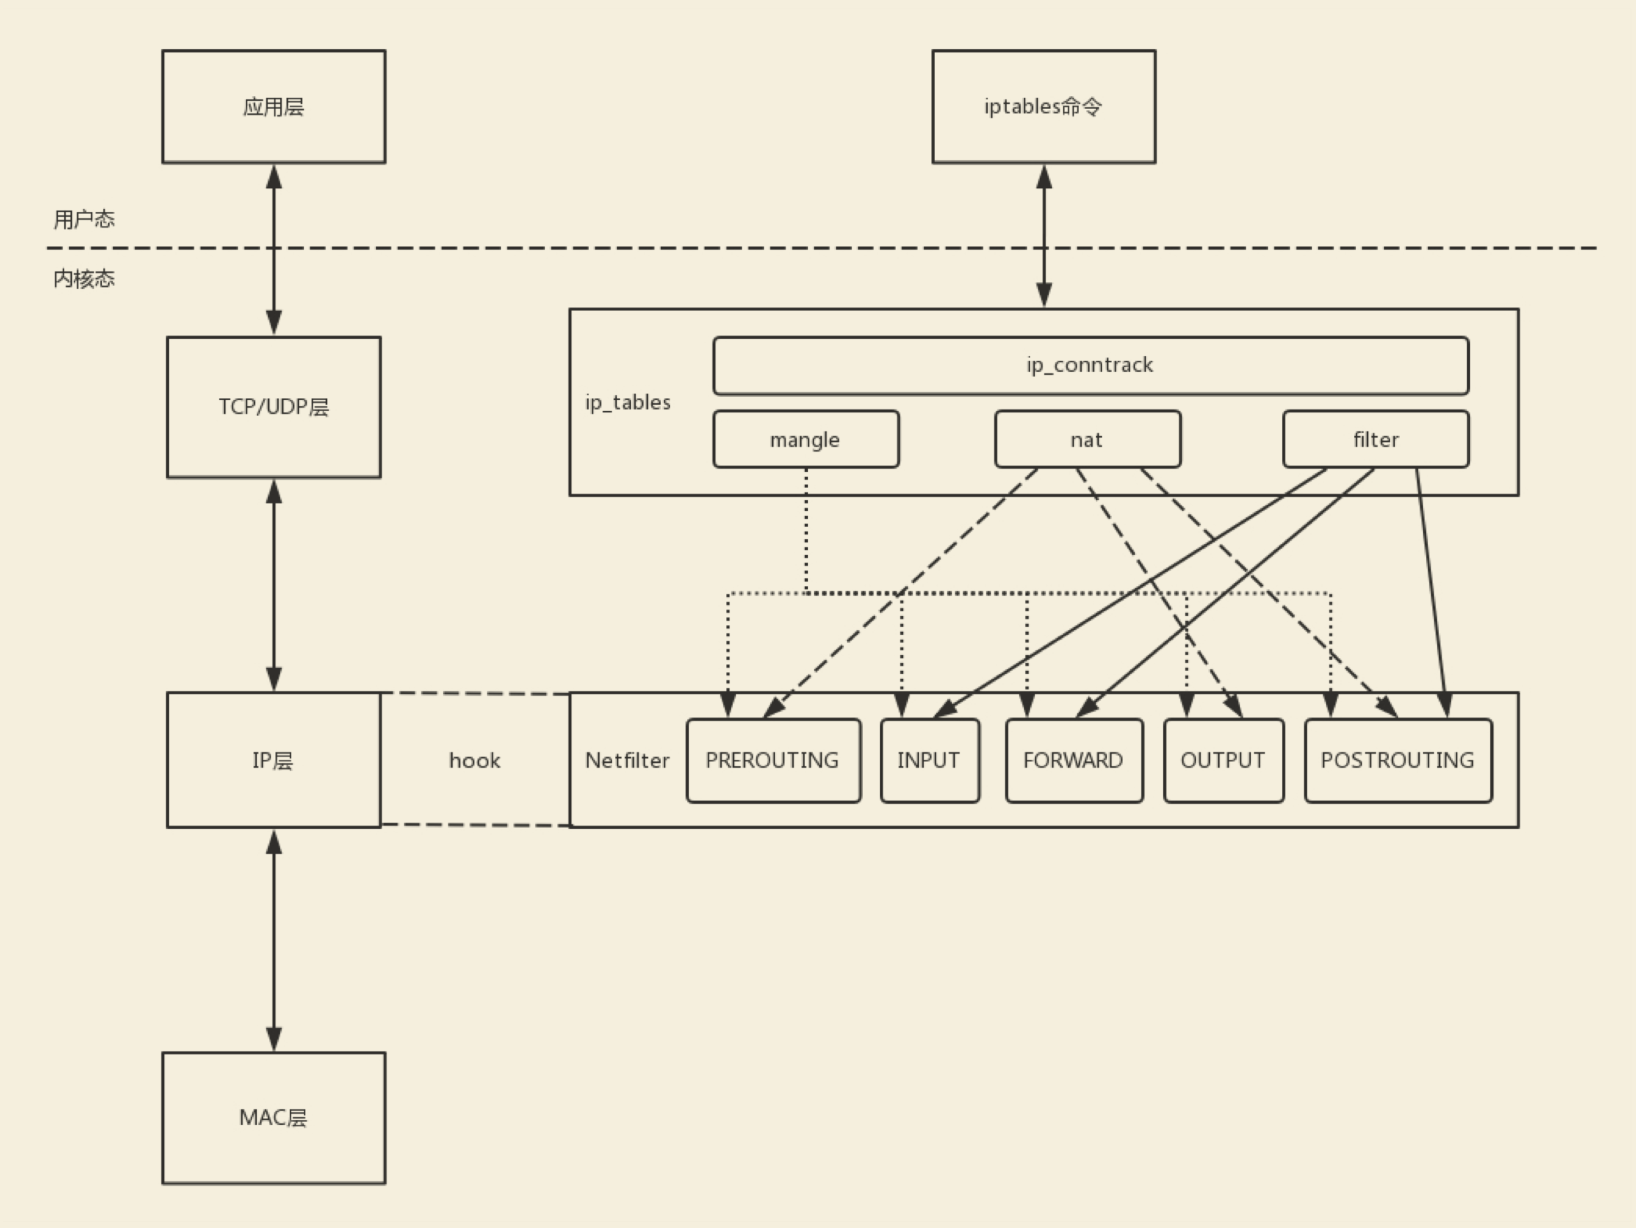 应用层
iptables命令
用户态
内核态
ip_conntrack
ip_tables
TCP/UDP层
mangle
nat
filter
IP层
hook
Netfilter
PREROUTING
INPUT
FORWARD
OUTPUT
POSTROUTING
MAC层